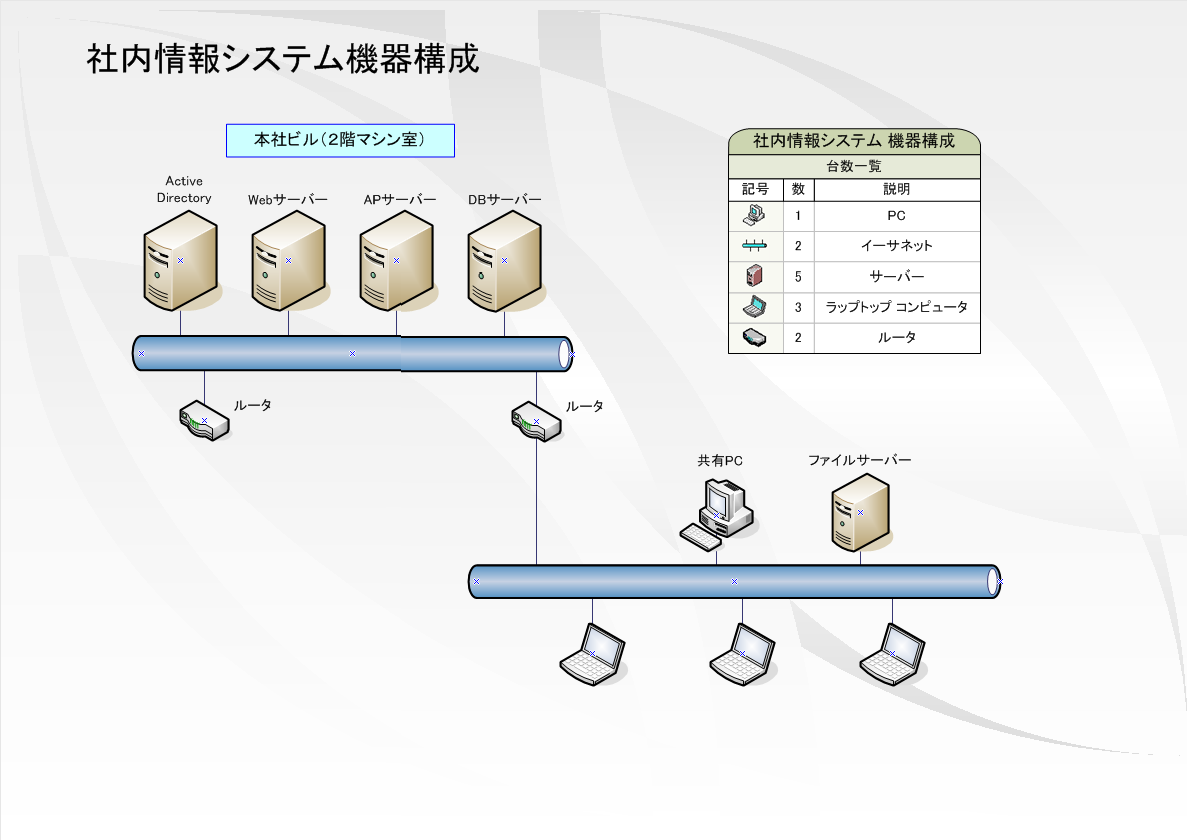 社内情報システム機器構成
本社ビル（２階マシン室）
Active
Directory
Webサーバー
APサーバー
DBサーバー
ルータ
ルータ
社内情報システム 機器構成
台数一覧
記号 数 説明
1 PC
2 イーサネット
5 サーバー
3 ラップトップ コンピュータ
2 ルータ
共有PC
ファイルサーバー